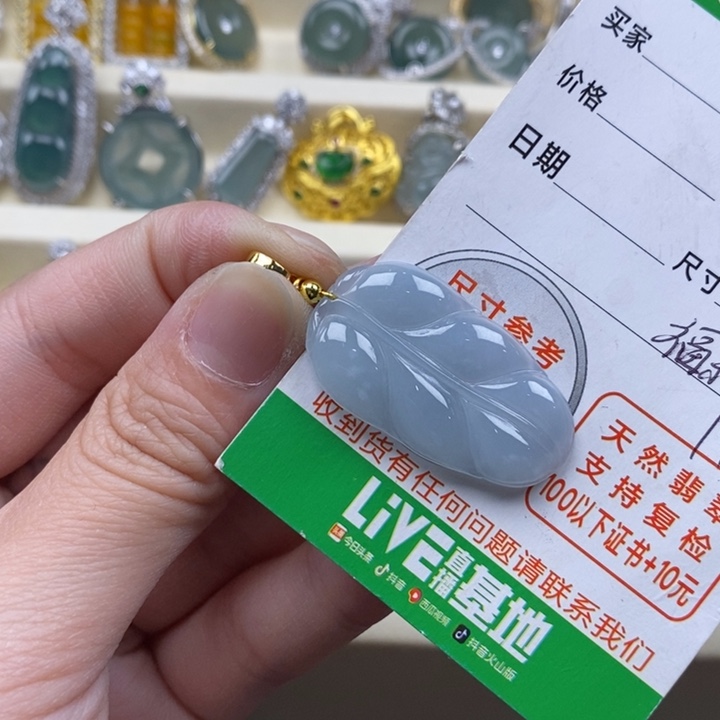 买家
价格
日期
尺寸
尺寸参考
天然翡翠
支持复检
100以下证书+10元
收到货有任何问题请联系我们
LiVE直播基地
今日头条 抖音 西瓜视频 抖音火山版